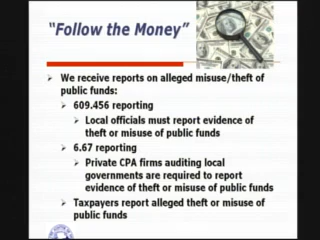 “Follow the Money”
We receive reports on alleged misuse/theft of
public funds:
609.456 reporting
Local officials must report evidence of
theft or misuse of public funds
6.67 reporting
Private CPA firms auditing local
governments are required to report
evidence of theft or misuse of public funds
Taxpayers report alleged theft or misuse of
public funds